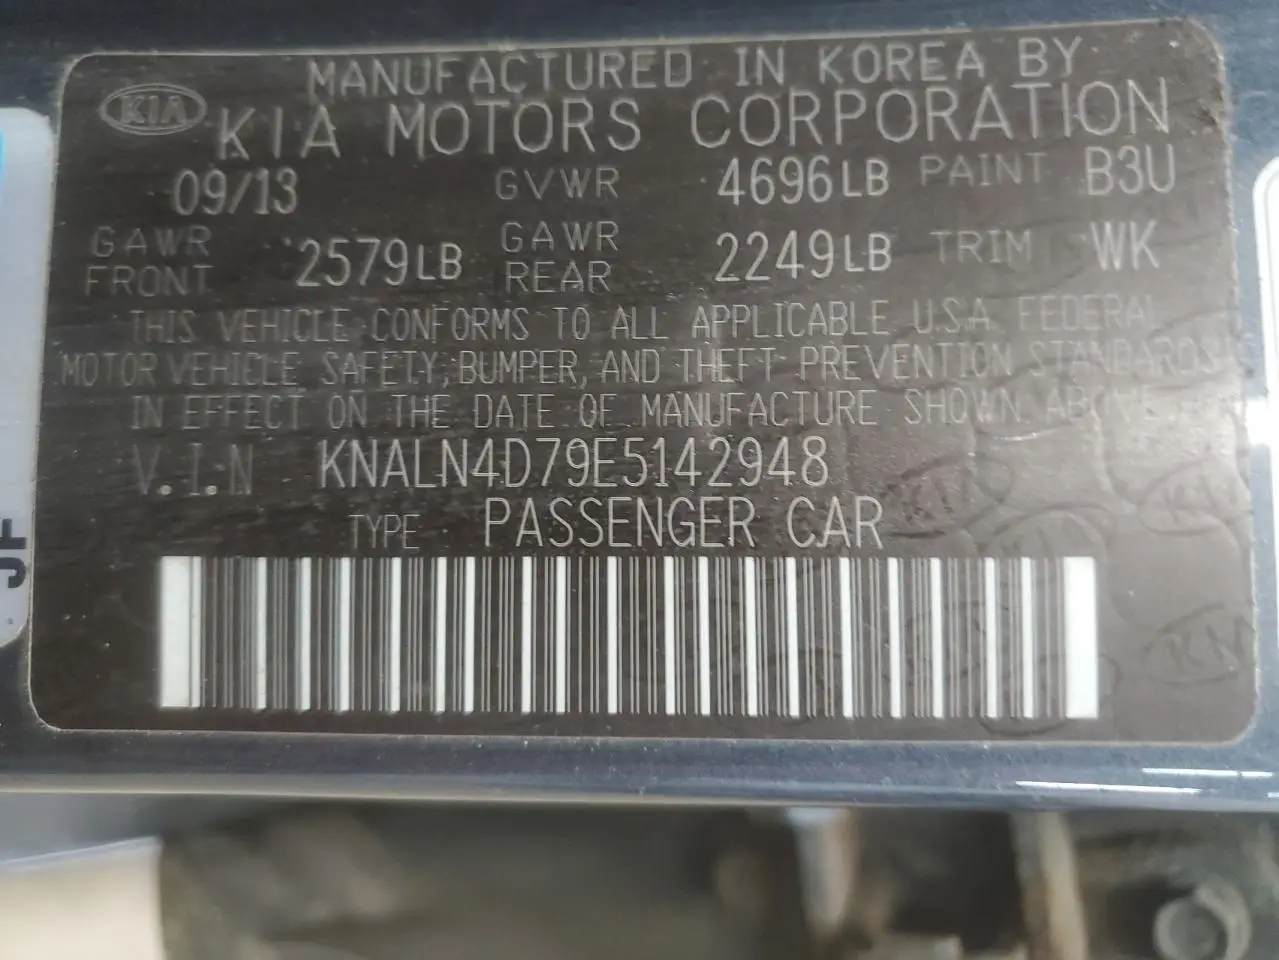 MANUFACTURED IN KOREA BY
KIA KIA MOTORS CORPORATION
09/13 GVWR 4696LB PAINT B3U
GAWR FRONT 2579LB GAWR REAR 2249LB TRIM WK
THIS VEHICLE CONFORMS TO ALL APPLICABLE U.S.A FEDERAL
MOTOR VEHICLE SAFETY, BUMPER, AND THEFT PREVENTION STANDARDS
IN EFFECT ON THE DATE OF MANUFACTURE SHOWN ABOVE
V.I.N KNALN4D79E5142948
TYPE PASSENGER CAR